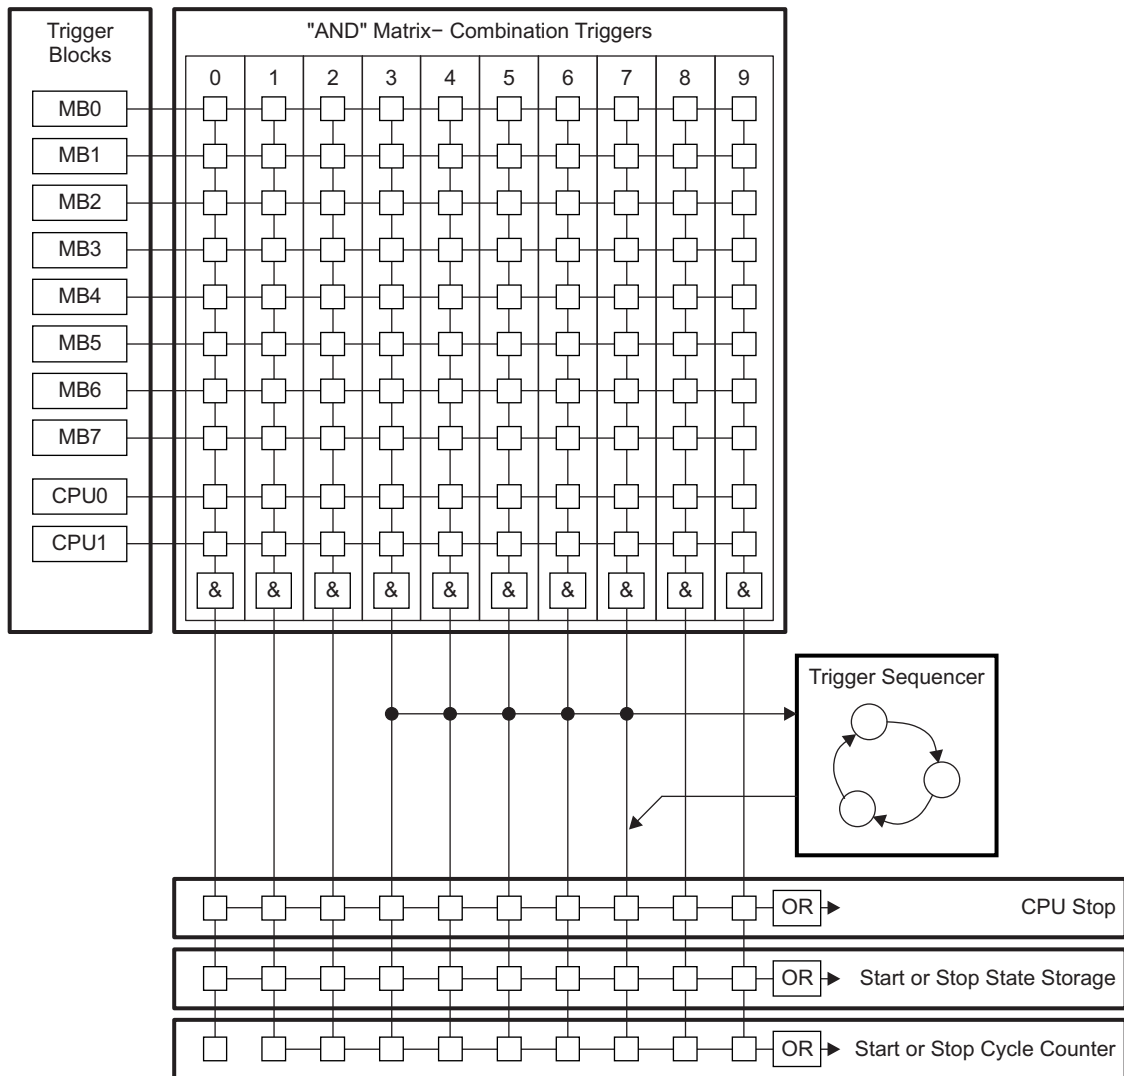 Trigger
Blocks
"AND" Matrix− Combination Triggers
0 1 2 3 4 5 6 7 8 9
MB0
MB1
MB2
MB3
MB4
MB5
MB6
MB7
CPU0
CPU1
& & & & & & & & & &
Trigger Sequencer
OR CPU Stop
OR Start or Stop State Storage
OR Start or Stop Cycle Counter